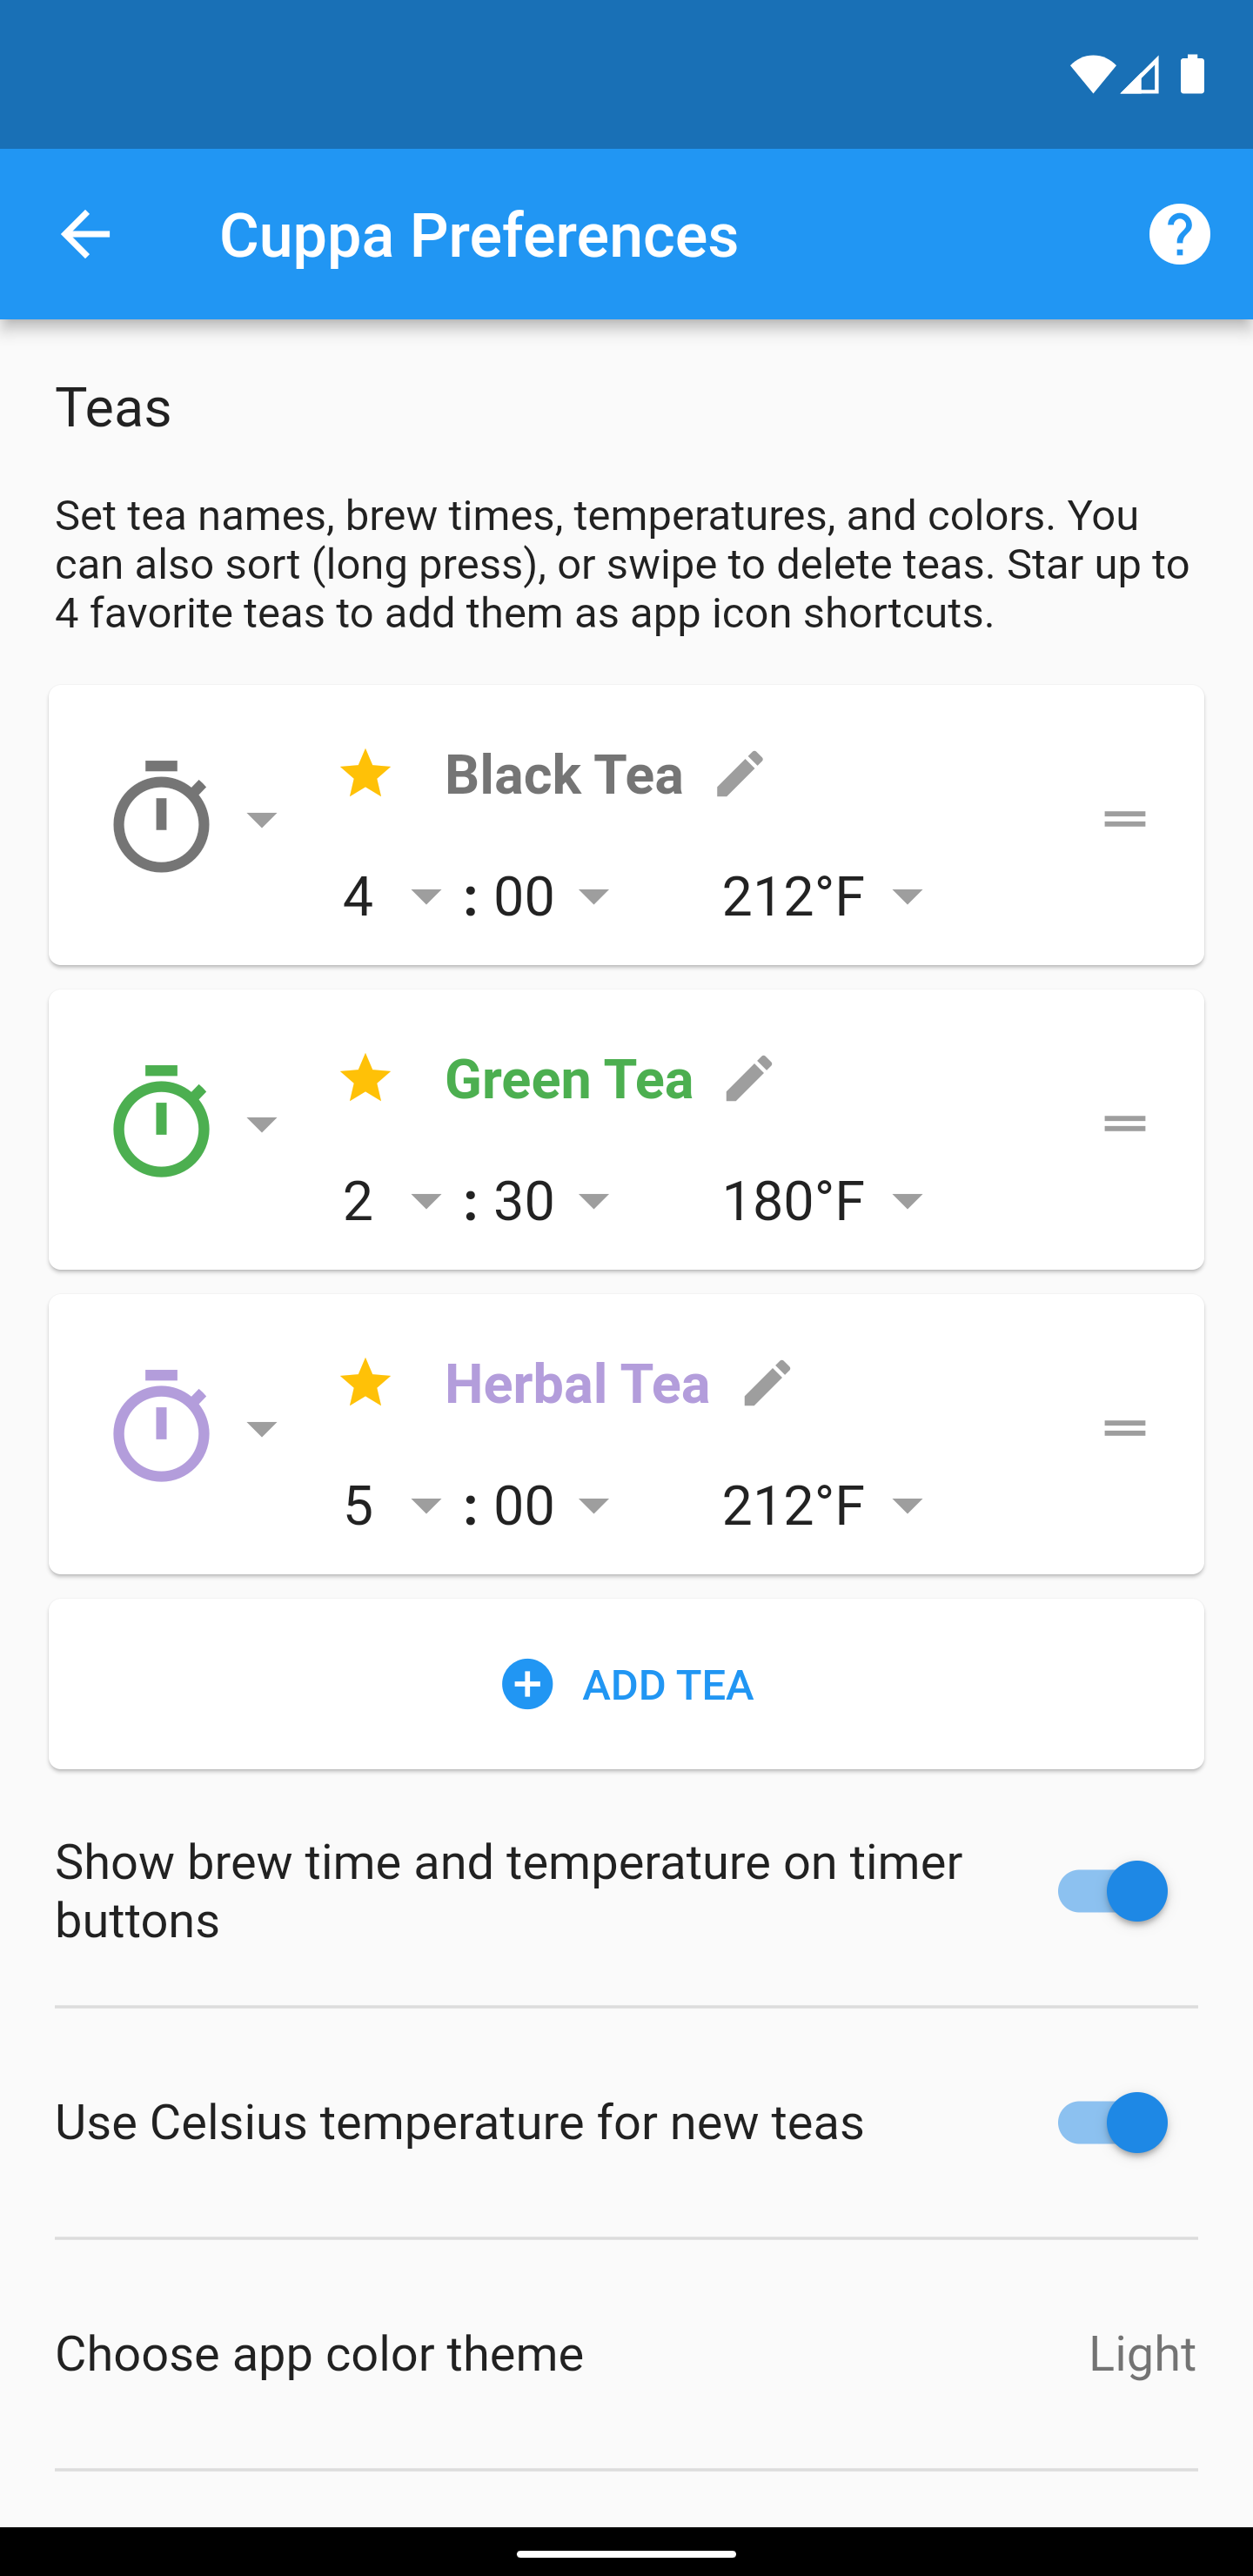 Cuppa Preferences
Teas
Set tea names, brew times, temperatures, and colors. You
can also sort (long press), or swipe to delete teas. Star up to
4 favorite teas to add them as app icon shortcuts.
Black Tea
4 : 00 212°F
Green Tea
2 : 30 180°F
Herbal Tea
5 : 00 212°F
ADD TEA
Show brew time and temperature on timer
buttons
Use Celsius temperature for new teas
Choose app color theme Light